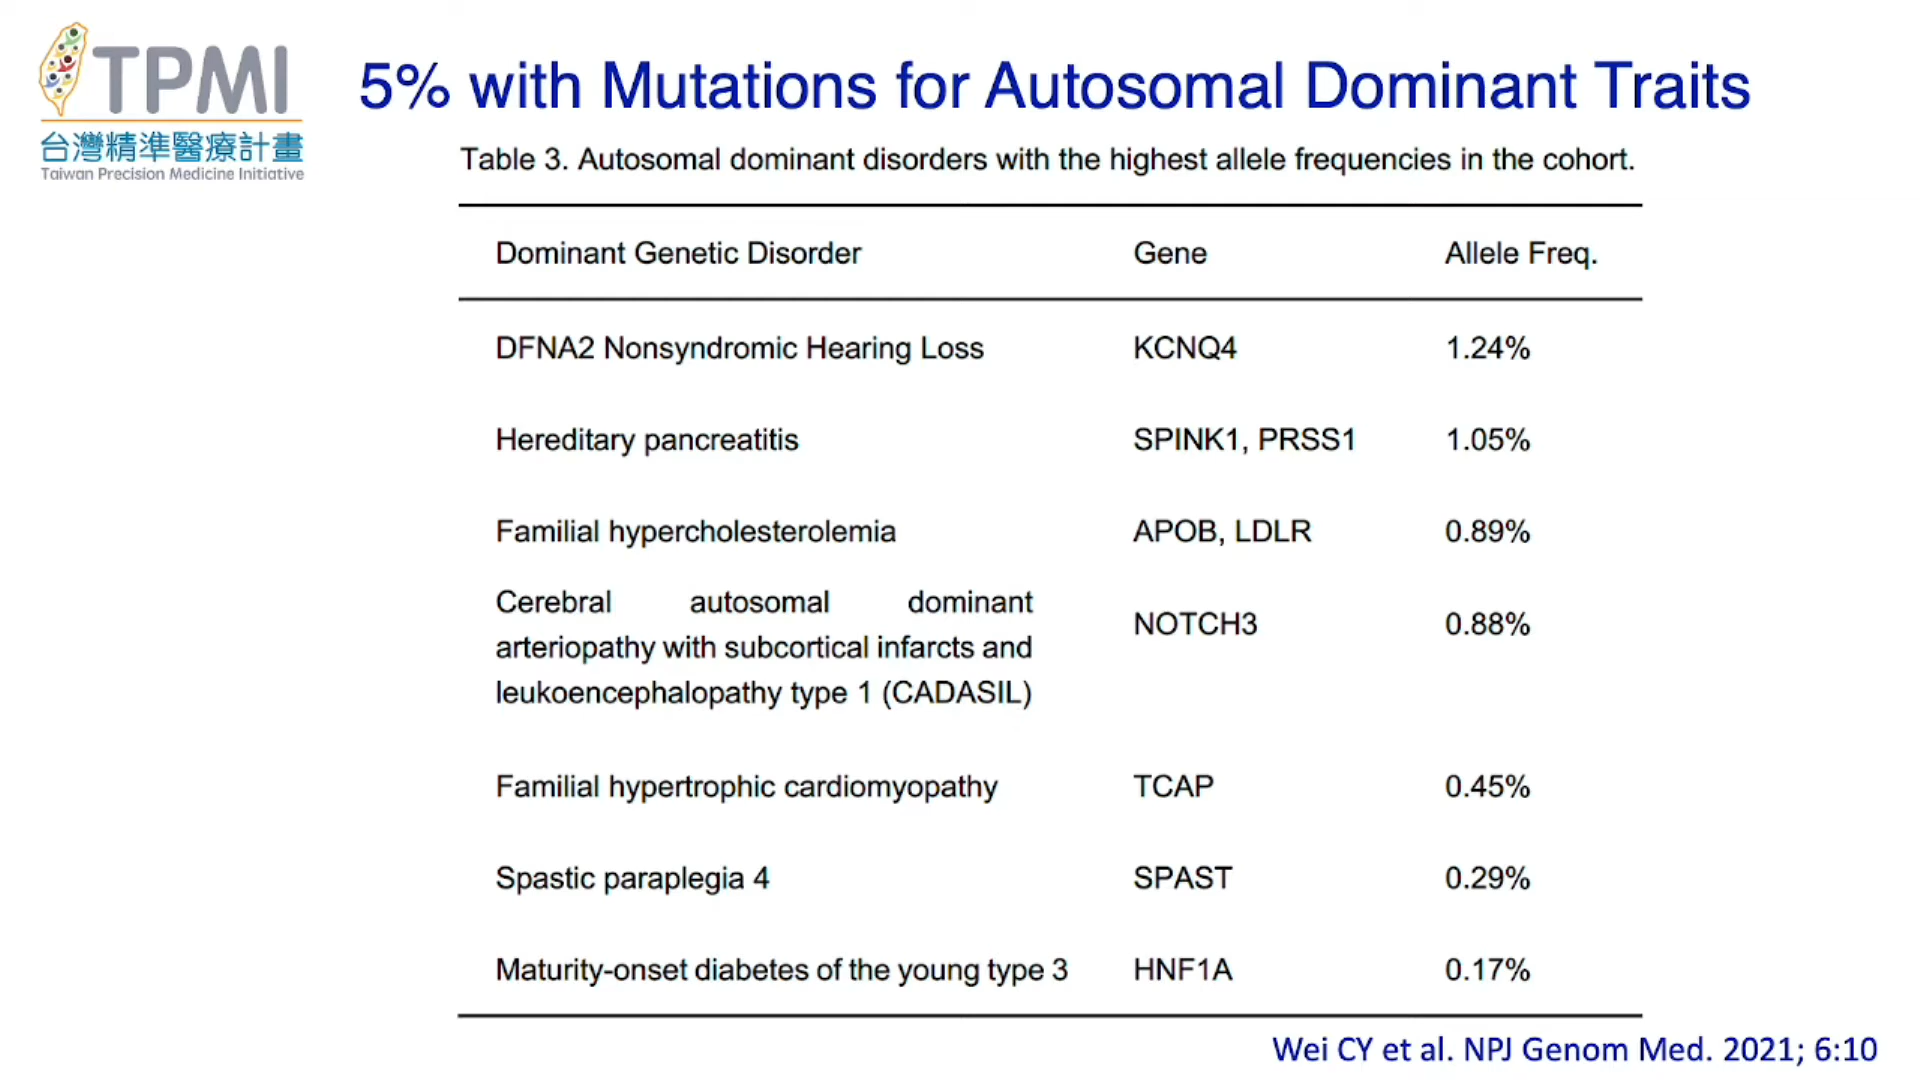 TPMI
台灣精準醫療計畫
Taiwan Precision Medicine Initiative
5% with Mutations for Autosomal Dominant Traits
Table 3. Autosomal dominant disorders with the highest allele frequencies in the cohort.
Dominant Genetic Disorder Gene Allele Freq.
DFNA2 Nonsyndromic Hearing Loss KCNQ4 1.24%
Hereditary pancreatitis SPINK1, PRSS1 1.05%
Familial hypercholesterolemia APOB, LDLR 0.89%
Cerebral autosomal dominant
arteriopathy with subcortical infarcts and
leukoencephalopathy type 1 (CADASIL)
NOTCH3 0.88%
Familial hypertrophic cardiomyopathy TCAP 0.45%
Spastic paraplegia 4 SPAST 0.29%
Maturity-onset diabetes of the young type 3 HNF1A 0.17%
Wei CY et al. NPJ Genom Med. 2021; 6:10